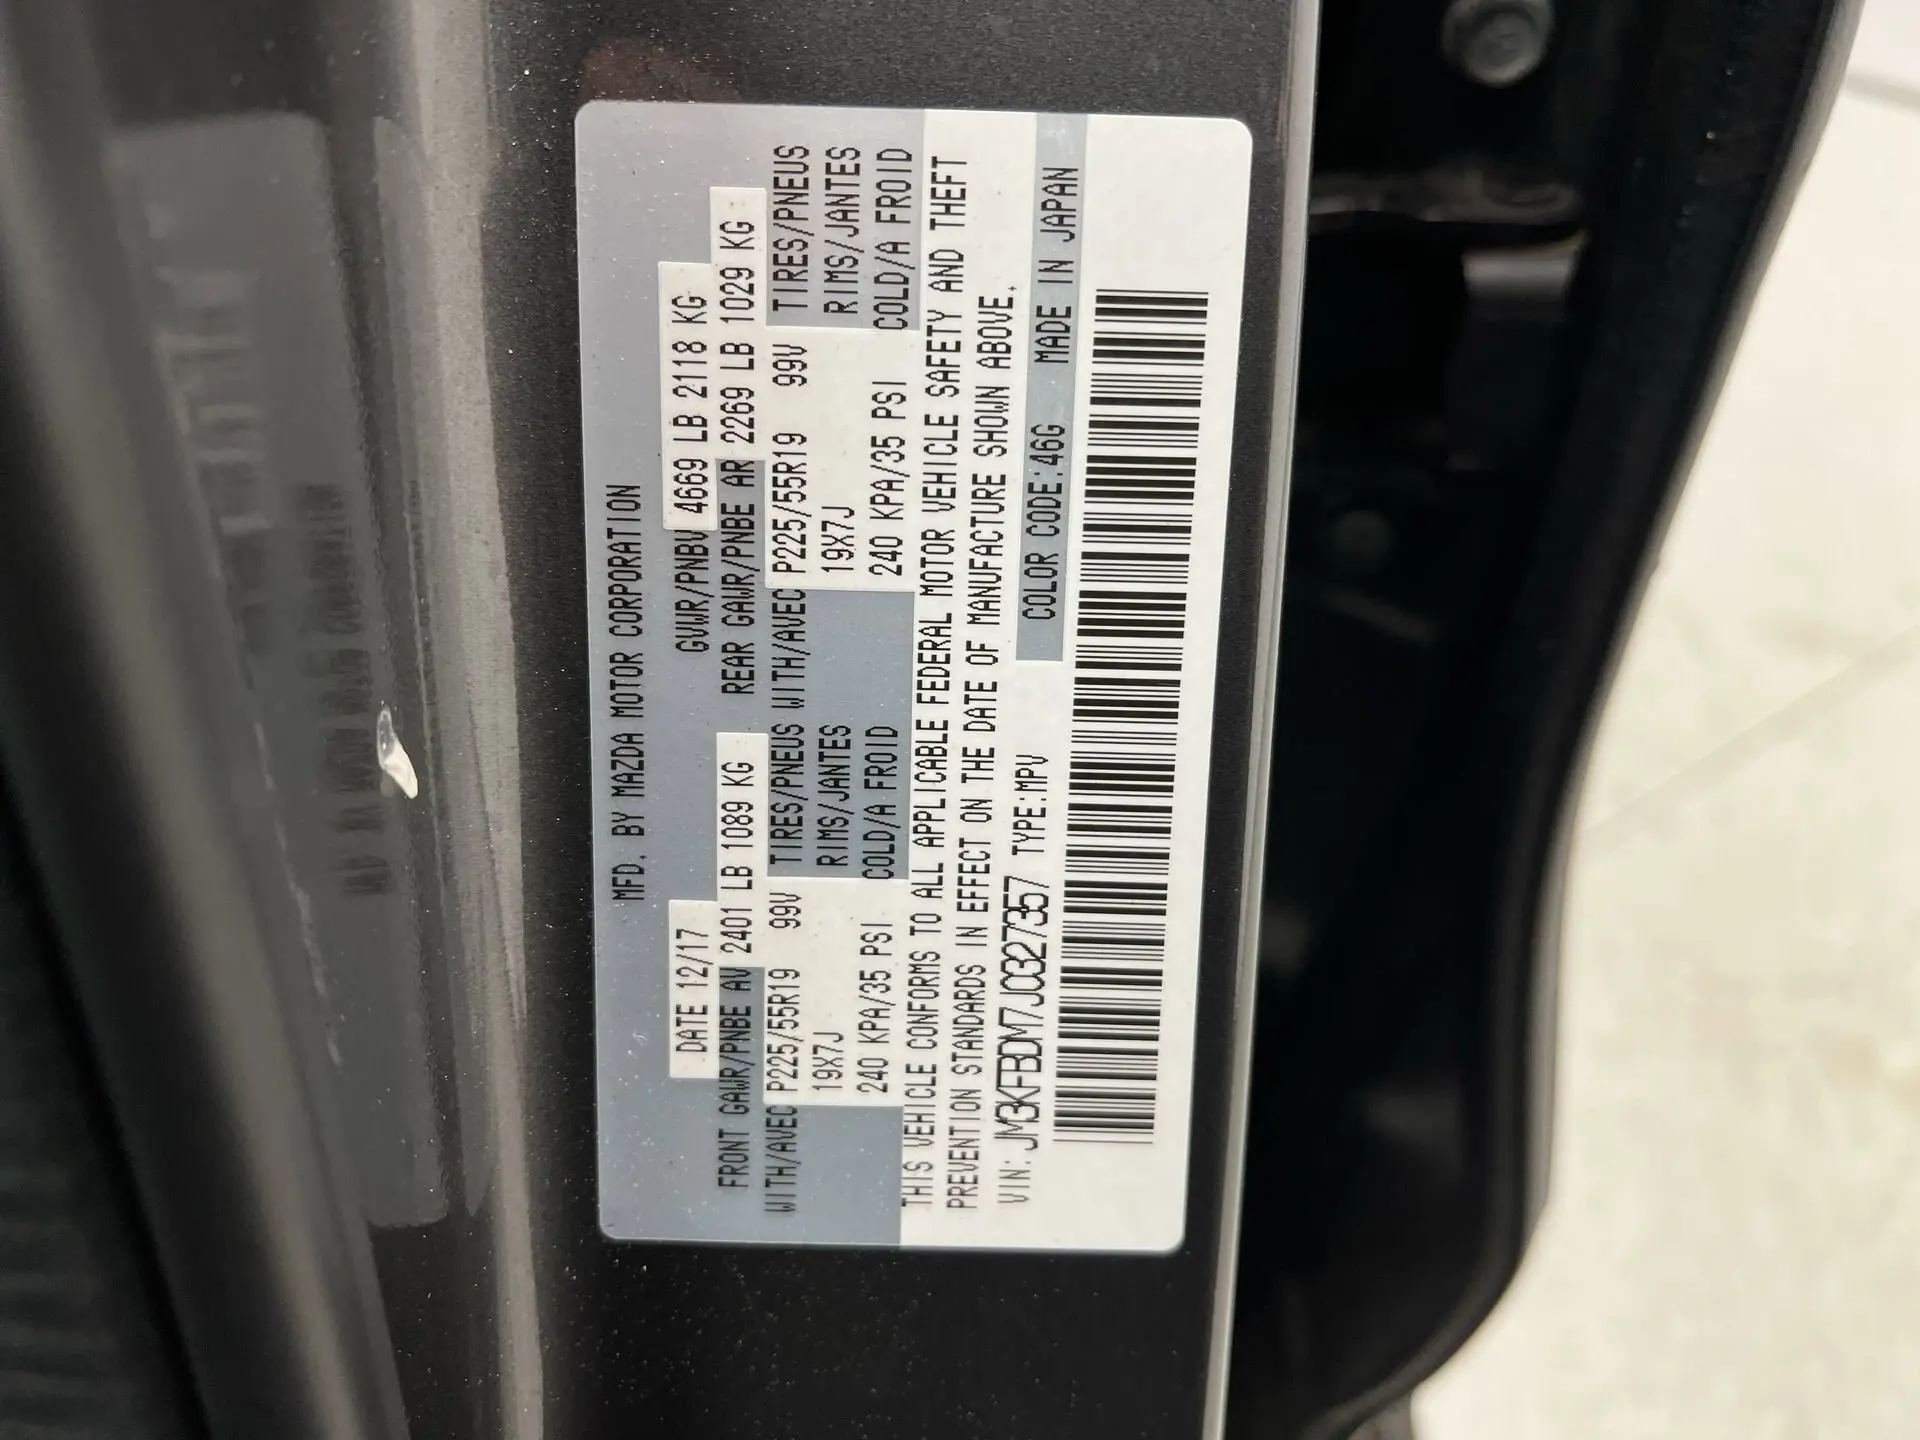 MFD. BY MAZDA MOTOR CORPORATION
DATE 12/17 GVWR/PNBV 4669 LB 2118 KG
FRONT GAWR/PNBE AV 2401 LB 1089 KG REAR GAWR/PNBE AR 2269 LB 1029 KG
WITH/AVEC P225/55R19 99V TIRES/PNEUS WITH/AVEC P225/55R19 99V TIRES/PNEUS
19X7J RIMS/JANTES 19X7J RIMS/JANTES
240 KPA/35 PSI COLD/A FROID 240 KPA/35 PSI COLD/A FROID
THIS VEHICLE CONFORMS TO ALL APPLICABLE FEDERAL MOTOR VEHICLE SAFETY AND THEFT
PREVENTION STANDARDS IN EFFECT ON THE DATE OF MANUFACTURE SHOWN ABOVE.
VIN: JM3KFBDM7J0327357 TYPE:MPV COLOR CODE:46G MADE IN JAPAN